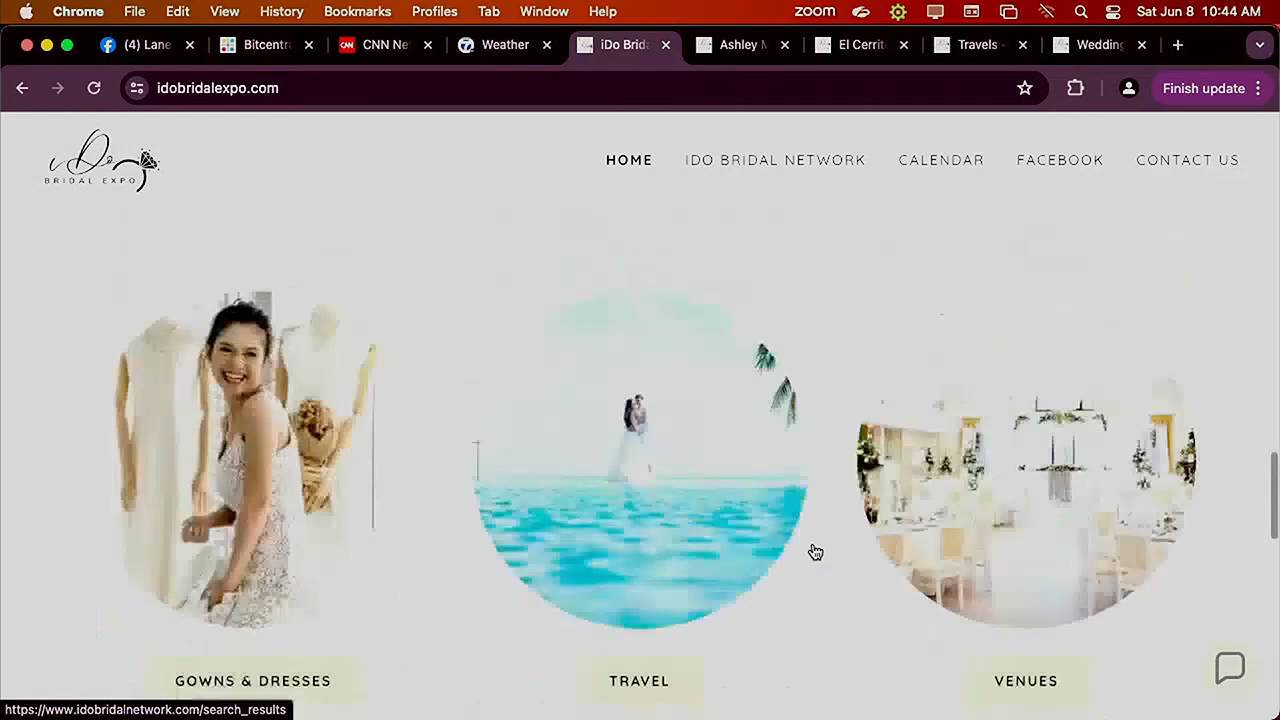 Chrome File Edit View History Bookmarks Profiles Tab Window Help zoom Sat Jun 8 10:44 AM
(4) Lane Bitcentra CNN Ne Weather iDo Brid Ashley M El Cerrit Travels - Wedding
idobridalexpo.com Finish update
iDo
BRIDAL EXPO
HOME IDO BRIDAL NETWORK CALENDAR FACEBOOK CONTACT US
GOWNS & DRESSES TRAVEL VENUES
https://www.idobridalnetwork.com/search_results